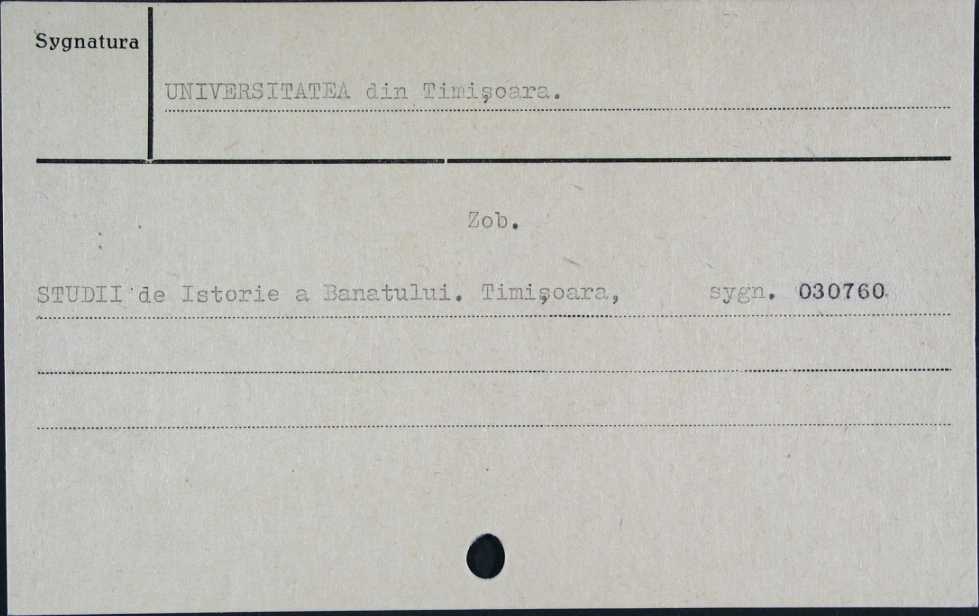 Sygnatura
UNIVERSITATEA din Timişoara.
Zob.
STUDII de Istorie a Banatului. Timişoara, sygn. 030760